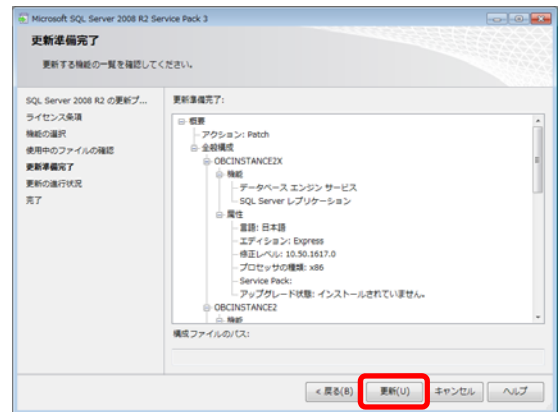 Microsoft SQL Server 2008 R2 Service Pack 3
更新準備完了
更新する機能の一覧を確認してください。
SQL Server 2008 R2 の更新プ...
ライセンス条項
機能の選択
使用中のファイルの確認
更新準備完了
更新の進行状況
完了
更新準備完了:
概要
アクション: Patch
全般構成
OBCINSTANCE2X
機能
データベース エンジン サービス
SQL Server レプリケーション
属性
言語: 日本語
エディション: Express
修正レベル: 10.50.1617.0
プロセッサの種類: x86
Service Pack:
アップグレード状態: インストールされていません。
OBCINSTANCE2
機能
構成ファイルのパス:
< 戻る(B)
更新(U)
キャンセル
ヘルプ